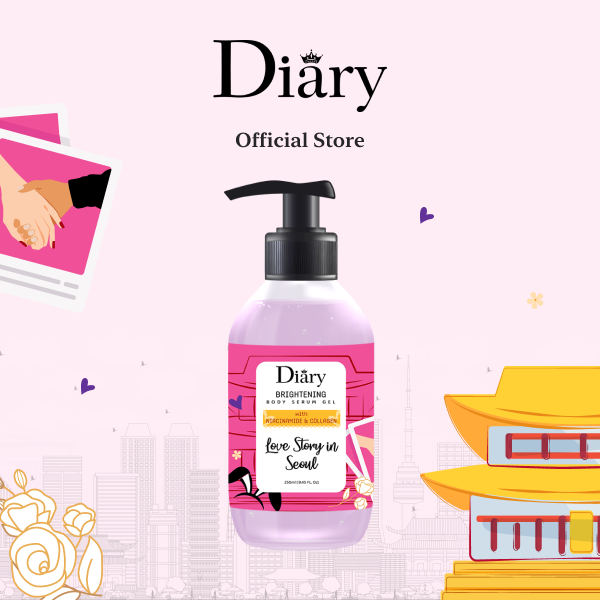 Diary
Official Store
Diary
BRIGHTENING
BODY SERUM GEL
with
NIACINAMIDE & COLLAGEN
Love Story in
Seoul